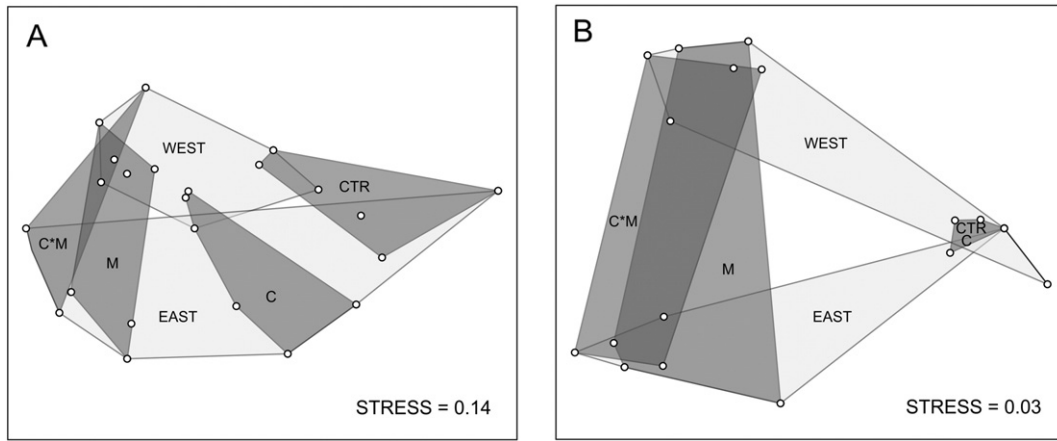 A
WEST
CTR
C*M
M
C
EAST
STRESS = 0.14
B
WEST
C*M
CTR
C
M
EAST
STRESS = 0.03